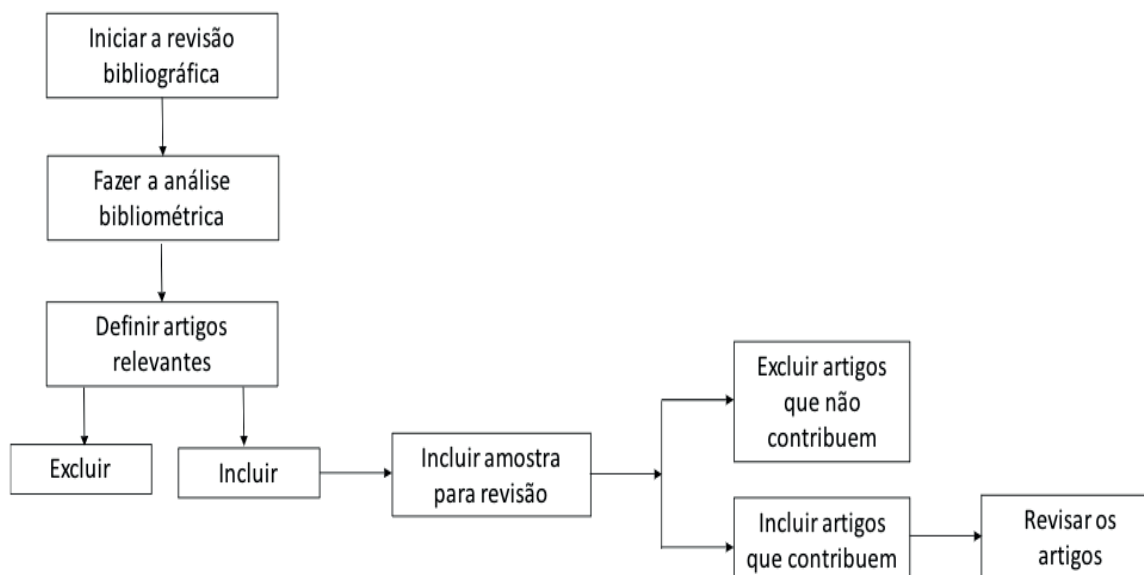 Iniciar a revisão
bibliográfica
Fazer a análise
bibliométrica
Definir artigos
relevantes
Excluir
Incluir
Incluir amostra
para revisão
Excluir artigos
que não
contribuem
Incluir artigos
que contribuem
Revisar os
artigos